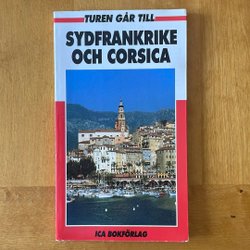 TUREN GÅR TILL
SYDFRANKRIKE
OCH CORSICA
ICA BOKFÖRLAG